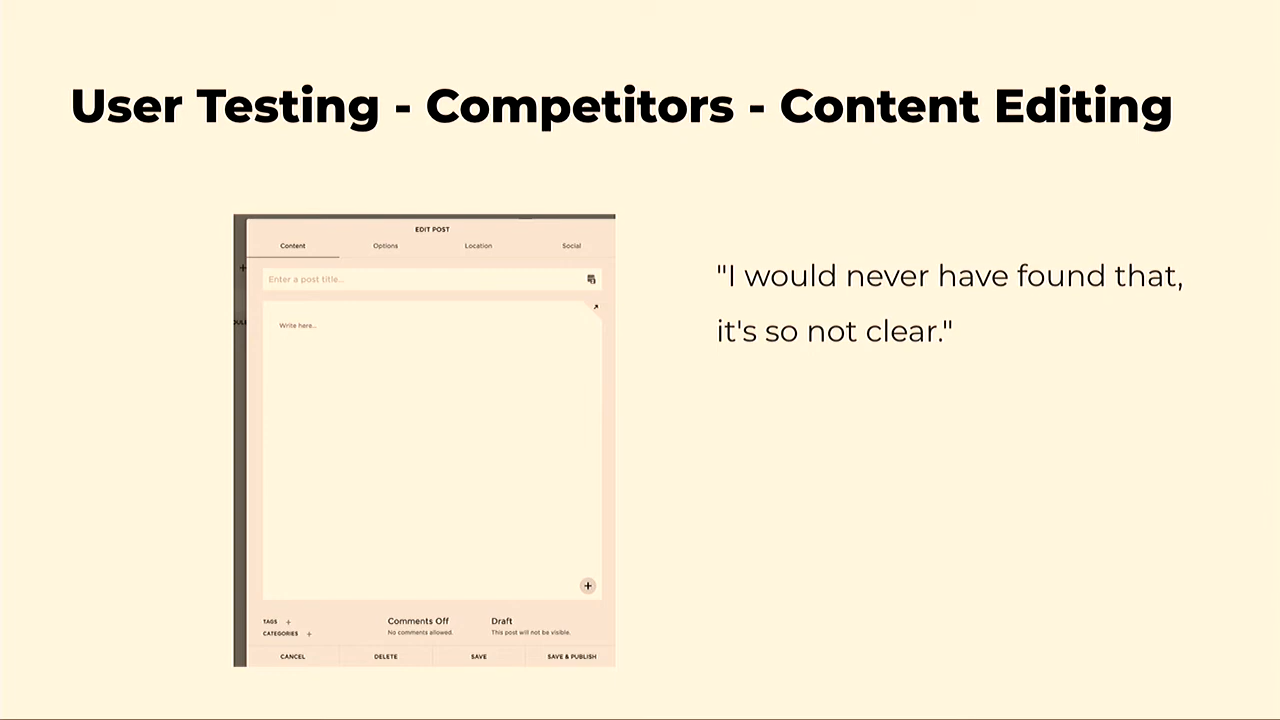 User Testing - Competitors - Content Editing
EDIT POST
Content Options Location Social
Enter a post title...
Write here...
"I would never have found that,
it's so not clear."
TAGS +
CATEGORIES +
Comments Off
No comments allowed.
Draft
This post will not be visible.
CANCEL DELETE SAVE SAVE & PUBLISH